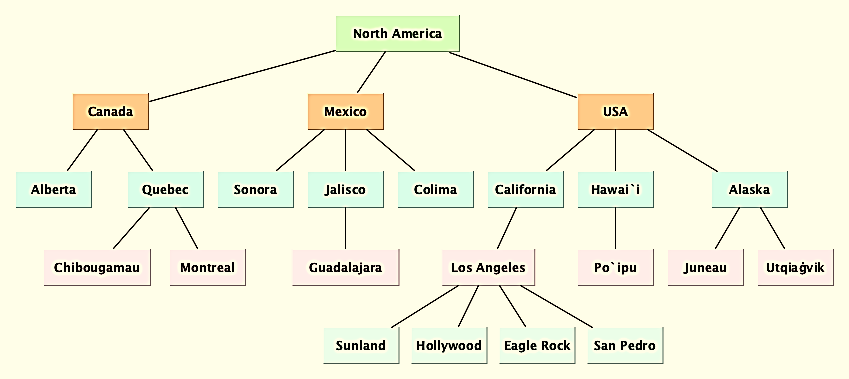 North America
Canada
Mexico
USA
Alberta
Quebec
Sonora
Jalisco
Colima
California
Hawai`i
Alaska
Chibougamau
Montreal
Guadalajara
Los Angeles
Po`ipu
Juneau
Utqiaġvik
Sunland
Hollywood
Eagle Rock
San Pedro